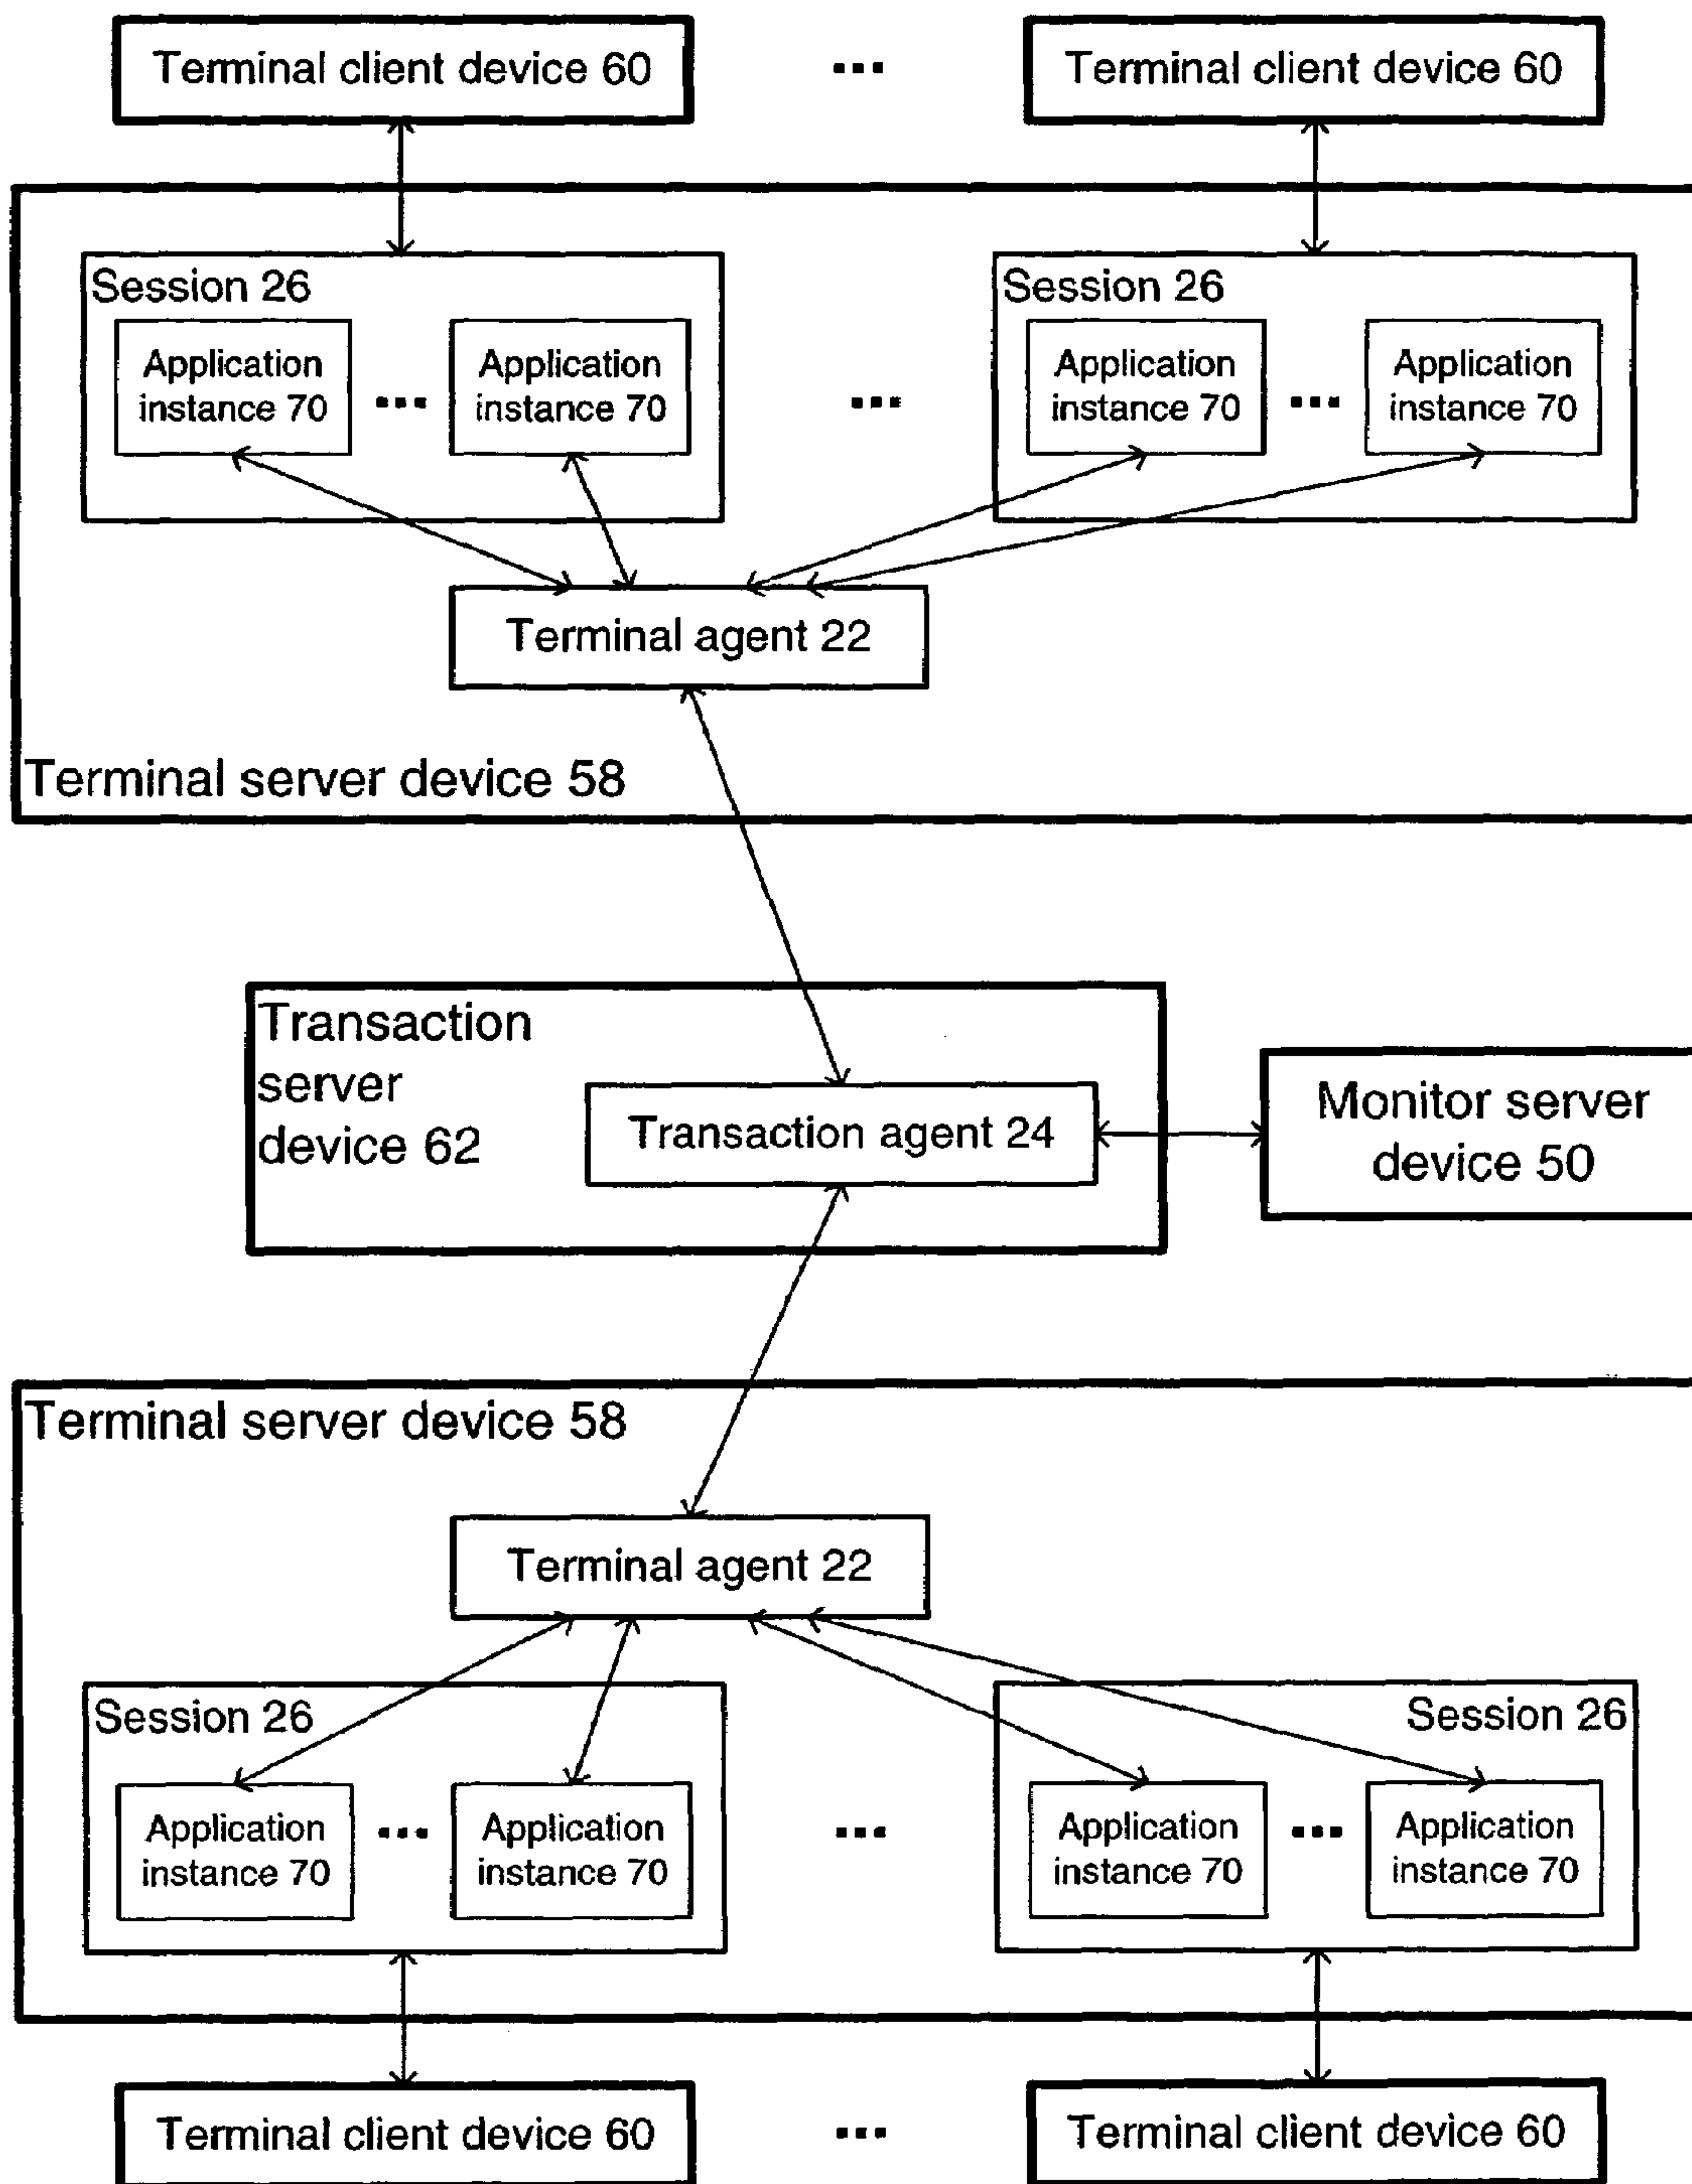 Terminal client device 60 ... Terminal client device 60
Session 26
Session 26
Application
instance 70
...
Application
instance 70
...
Application
instance 70
...
Application
instance 70
Terminal agent 22
Terminal server device 58
Transaction
server
device 62
Transaction agent 24
Monitor server
device 50
Terminal server device 58
Terminal agent 22
Session 26
Session 26
Application
instance 70
...
Application
instance 70
...
Application
instance 70
...
Application
instance 70
Terminal client device 60 ... Terminal client device 60